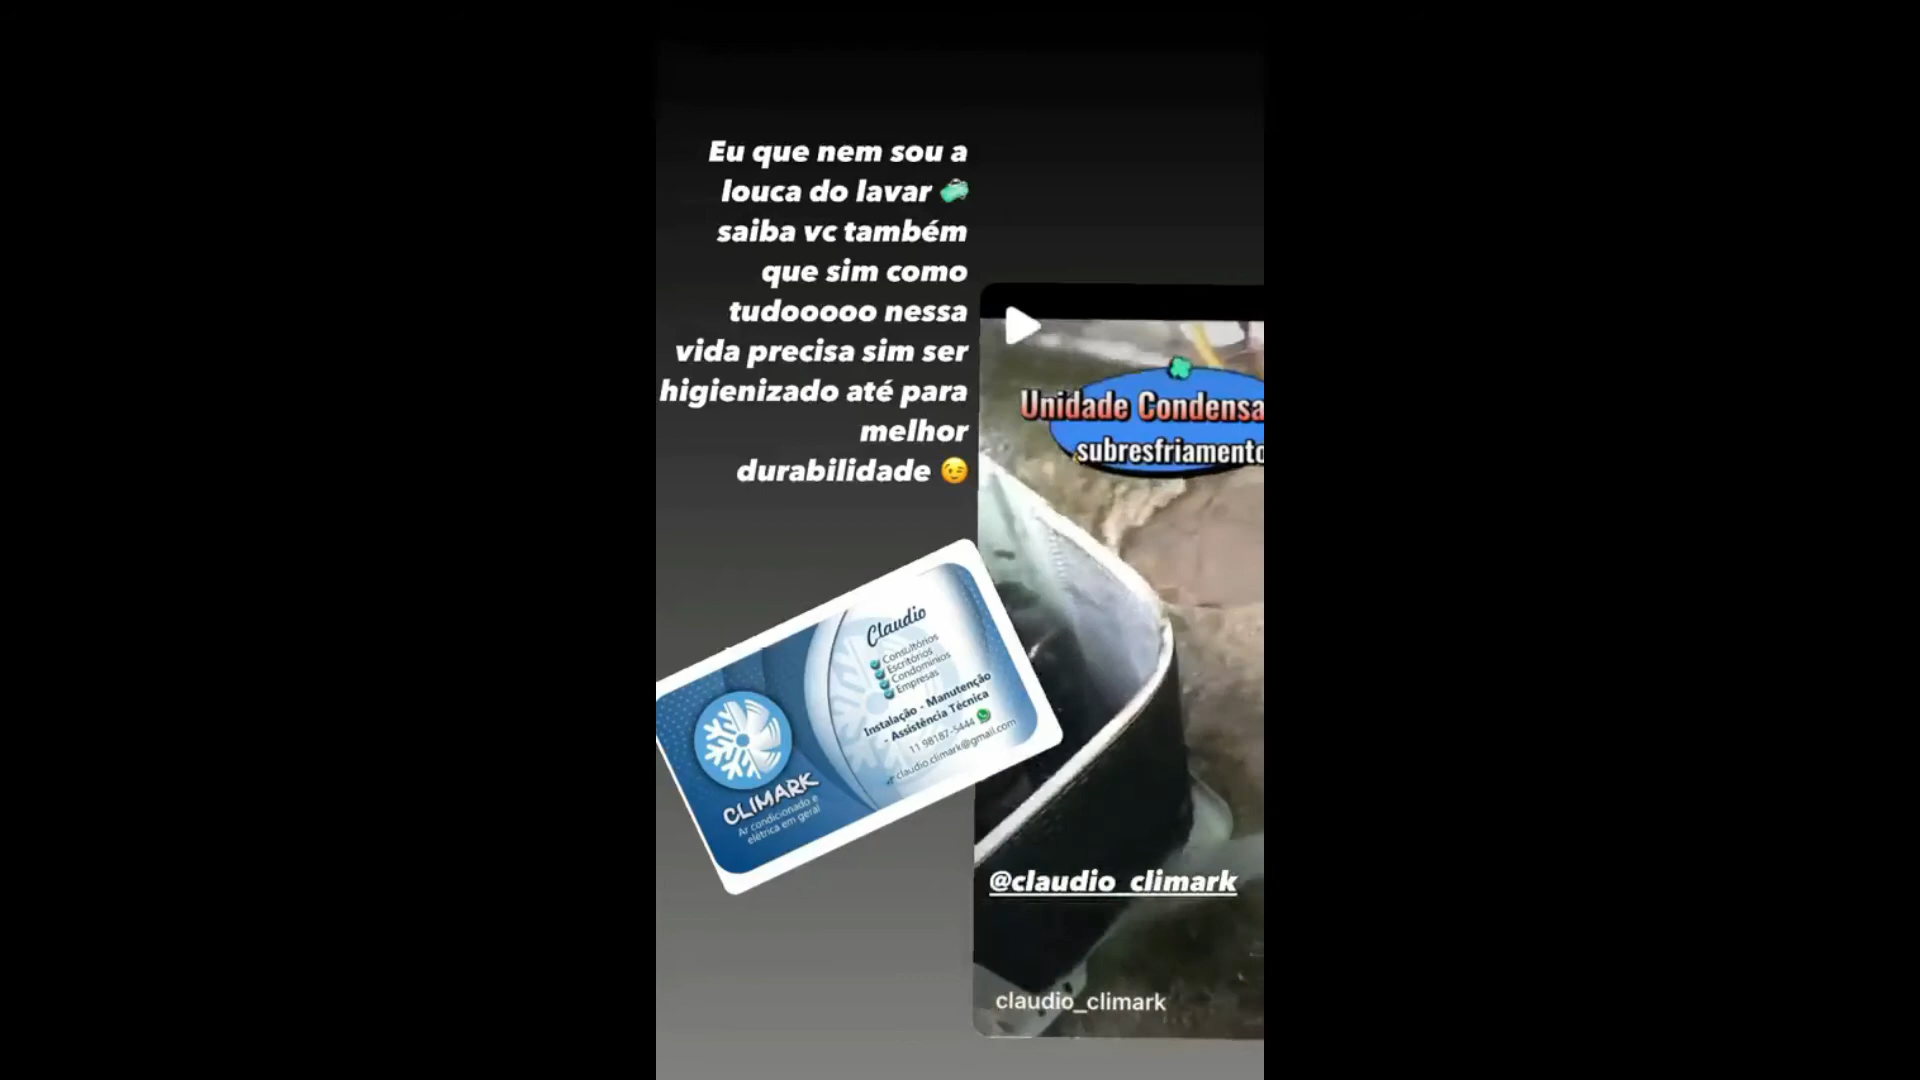 Eu que nem sou a
louca do lavar 🧼
saiba vc também
que sim como
tudooooo nessa
vida precisa sim ser
higienizado até para
melhor
durabilidade 😉
Unidade Condensa
subresfriamento
Claudio
Consultórios
Escritórios
Condomínios
Empresas
Instalação - Manutenção
- Assistência Técnica
11 98187-5444
claudio.climark@gmail.com
CLIMARK
Ar condicionado e
elétrica em geral
@claudio_climark
claudio_climark